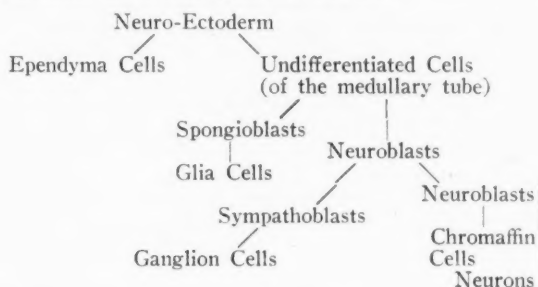 Neuro-Ectoderm
Ependyma Cells
Undifferentiated Cells
(of the medullary tube)
Spongioblasts
Neuroblasts
Glia Cells
Neuroblasts
Sympathoblasts
Chromaffin
Cells
Ganglion Cells
Neurons